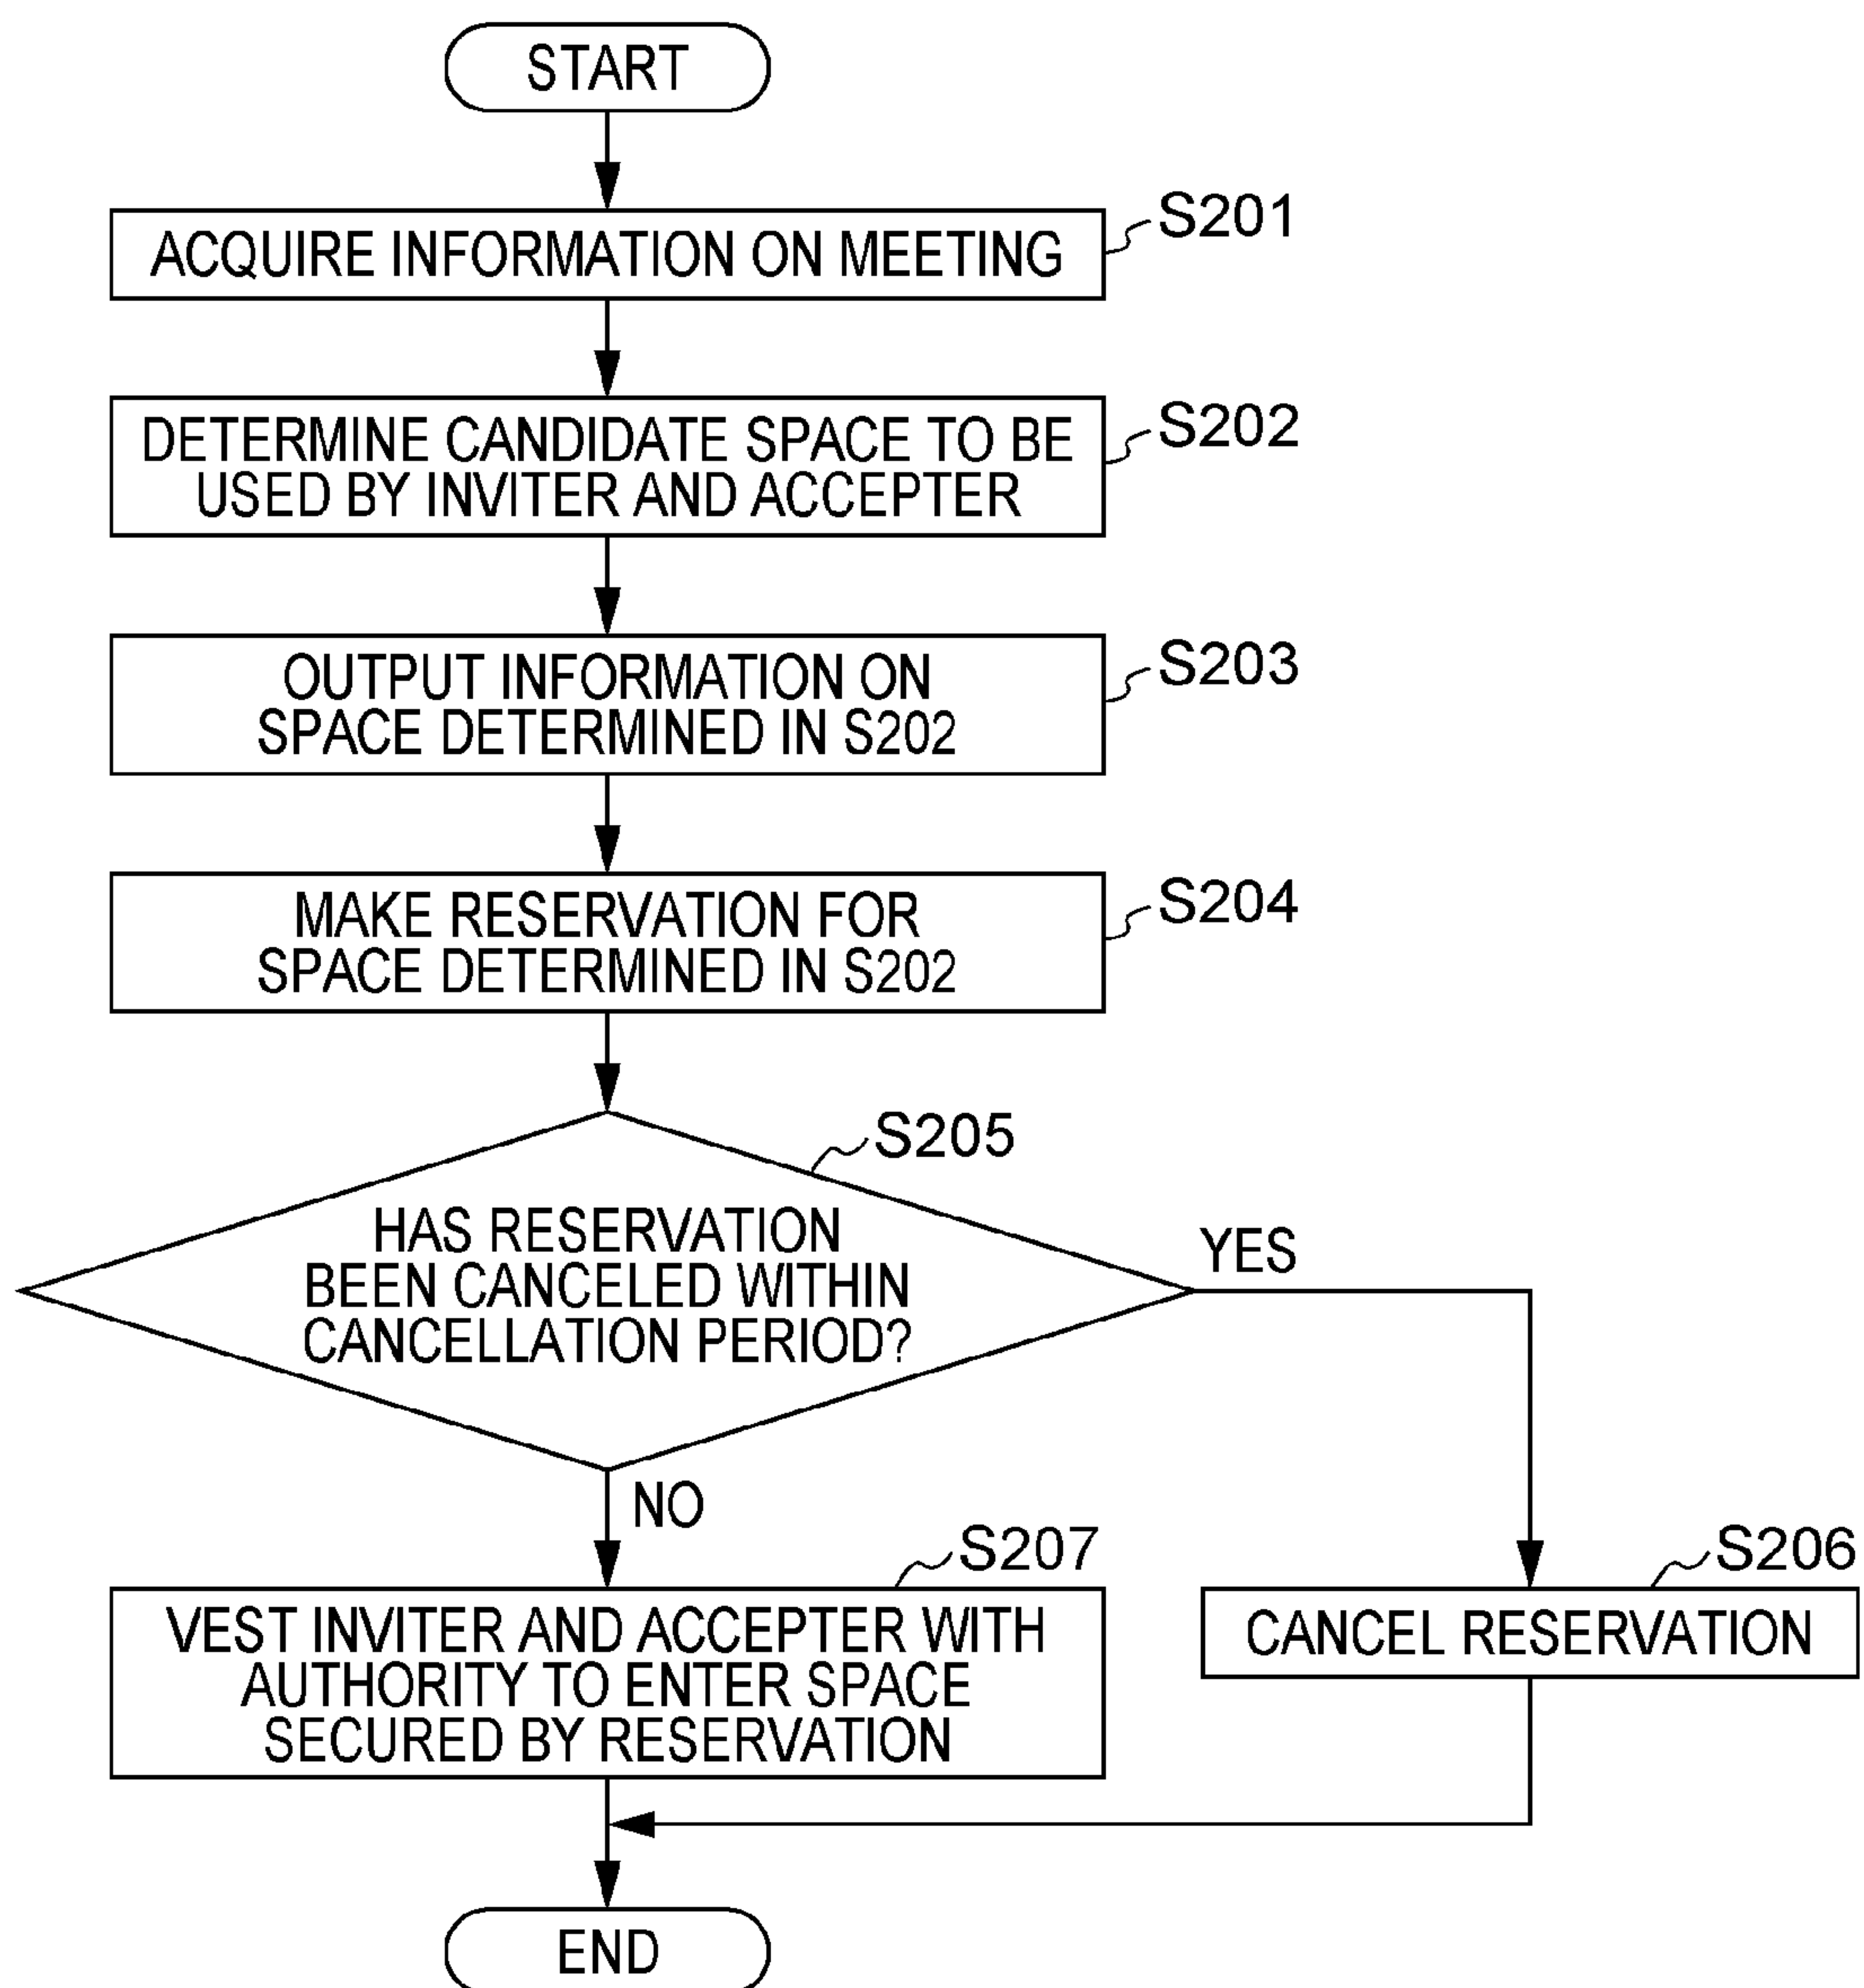 START
ACQUIRE INFORMATION ON MEETING
S201
DETERMINE CANDIDATE SPACE TO BE
USED BY INVITER AND ACCEPTER
S202
OUTPUT INFORMATION ON
SPACE DETERMINED IN S202
S203
MAKE RESERVATION FOR
SPACE DETERMINED IN S202
S204
S205
HAS RESERVATION
BEEN CANCELED WITHIN
CANCELLATION PERIOD?
YES
NO
S207
VEST INVITER AND ACCEPTER WITH
AUTHORITY TO ENTER SPACE
SECURED BY RESERVATION
S206
CANCEL RESERVATION
END